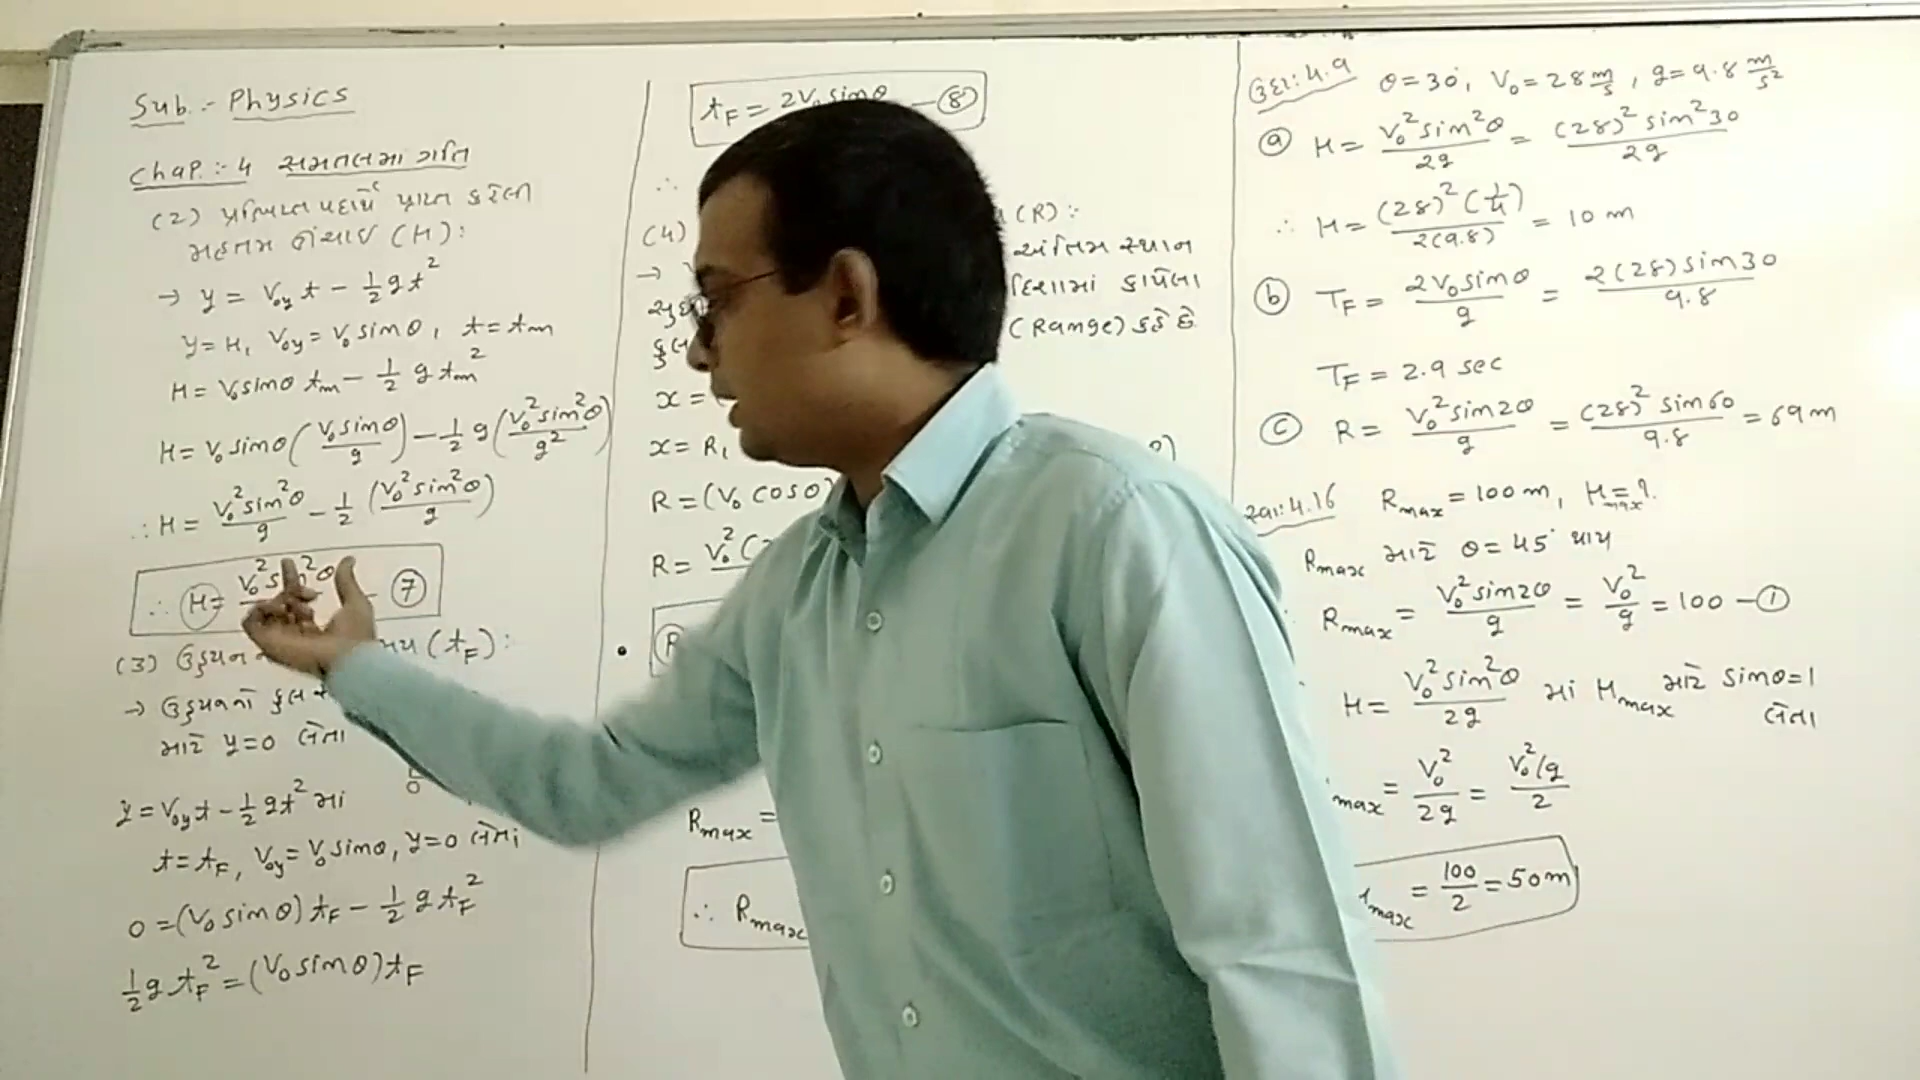 Sub. :- Physics
Chap. :- 4 સમતલમાં ગતિ
(2) પ્રક્ષિપ્ત પદાર્થે પ્રાપ્ત કરેલી
મહત્તમ ઊંચાઈ (H) :
→ y = V₀y t - 1/2 gt²
y = H, V₀y = V₀ sinθ, t = tm
H = V₀ sinθ tm - 1/2 g tm²
H = V₀ sinθ (V₀ sinθ / g) - 1/2 g (V₀² sin²θ / g²)
∴ H = V₀² sin²θ / g - 1/2 (V₀² sin²θ / g)
∴ H = V₀² sin²θ ⑦
(3) (tF) :
→ ઉડ્ડયનનો કુલ
માટે y=0 લેતા
y = V₀y t - 1/2 gt² માં
t = tF, V₀y = V₀ sinθ, y=0 લેતાં
0 = (V₀ sinθ) tF - 1/2 g tF²
1/2 g tF² = (V₀ sinθ) tF
tF = 2V₀ sinθ — ⑧
∴
(4) (R) :
→ અંતિમ સ્થાન
દિશામાં કાપેલા
(Range) કહે છે
x =
x = R,
R = (V₀ cosθ)
R = V₀² (2
Rmax =
∴ Rmax
ઉદા: 4.9 θ = 30°, V₀ = 28 m/s, g = 9.8 m/s²
ⓐ H = V₀² sin²θ / 2g = (28)² sin²30 / 2g
∴ H = (28)² (1/4) / 2(9.8) = 10 m
ⓑ TF = 2V₀ sinθ / g = 2(28) sin30 / 9.8
TF = 2.9 sec
ⓒ R = V₀² sin2θ / g = (28)² sin60 / 9.8 = 69 m
સ્વા: 4.16 Rmax = 100 m, Hmax = ?
Rmax માટે θ = 45° થાય
Rmax = V₀² sin2θ / g = V₀² / g = 100 — ①
H = V₀² sin²θ / 2g માં Hmax માટે sinθ = 1
લેતા
max = V₀² / 2g = V₀²/g / 2
max = 100/2 = 50 m